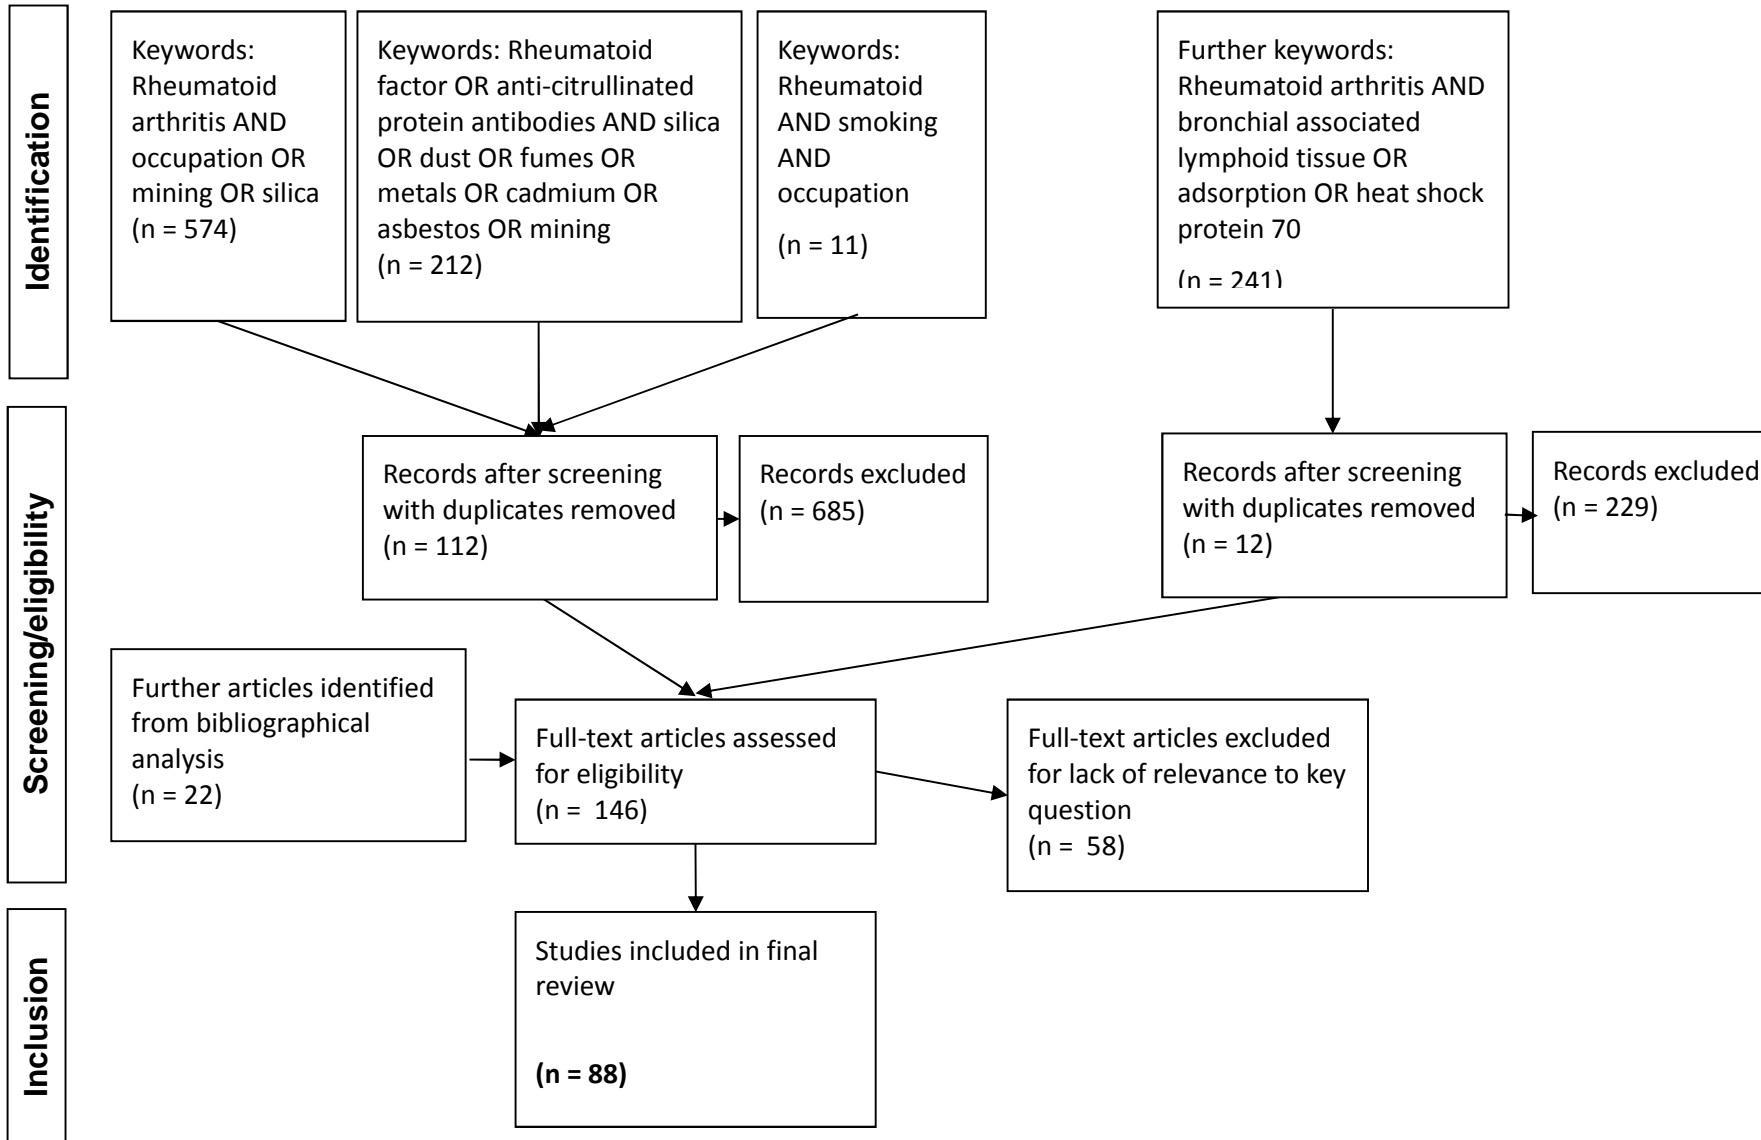 Identification
Keywords:
Rheumatoid
arthritis AND
occupation OR
mining OR silica
(n = 574)
Keywords: Rheumatoid
factor OR anti-citrullinated
protein antibodies AND silica
OR dust OR fumes OR
metals OR cadmium OR
asbestos OR mining
(n = 212)
Keywords:
Rheumatoid
AND smoking
AND
occupation
(n = 11)
Further keywords:
Rheumatoid arthritis AND
bronchial associated
lymphoid tissue OR
adsorption OR heat shock
protein 70
(n = 241)
Screening/eligibility
Records after screening
with duplicates removed
(n = 112)
Records excluded
(n = 685)
Records after screening
with duplicates removed
(n = 12)
Records excluded
(n = 229)
Further articles identified
from bibliographical
analysis
(n = 22)
Full-text articles assessed
for eligibility
(n =  146)
Full-text articles excluded
for lack of relevance to key
question
(n =  58)
Inclusion
Studies included in final
review
(n = 88)